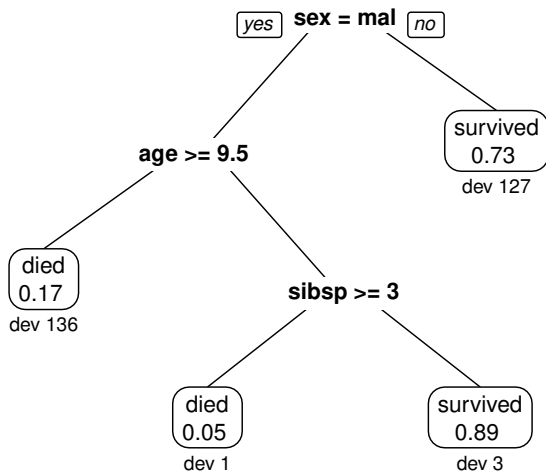 yes sex = mal no
survived
0.73
dev 127
age >= 9.5
died
0.17
dev 136
sibsp >= 3
died
0.05
dev 1
survived
0.89
dev 3